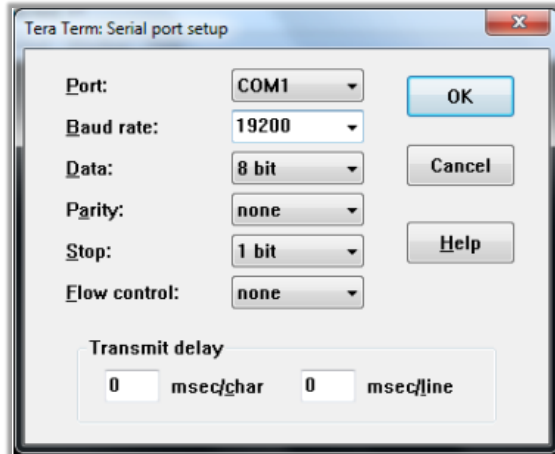 Tera Term: Serial port setup
Port: COM1
OK
Baud rate: 19200
Data: 8 bit
Cancel
Parity: none
Stop: 1 bit
Help
Flow control: none
Transmit delay
0 msec/char 0 msec/line